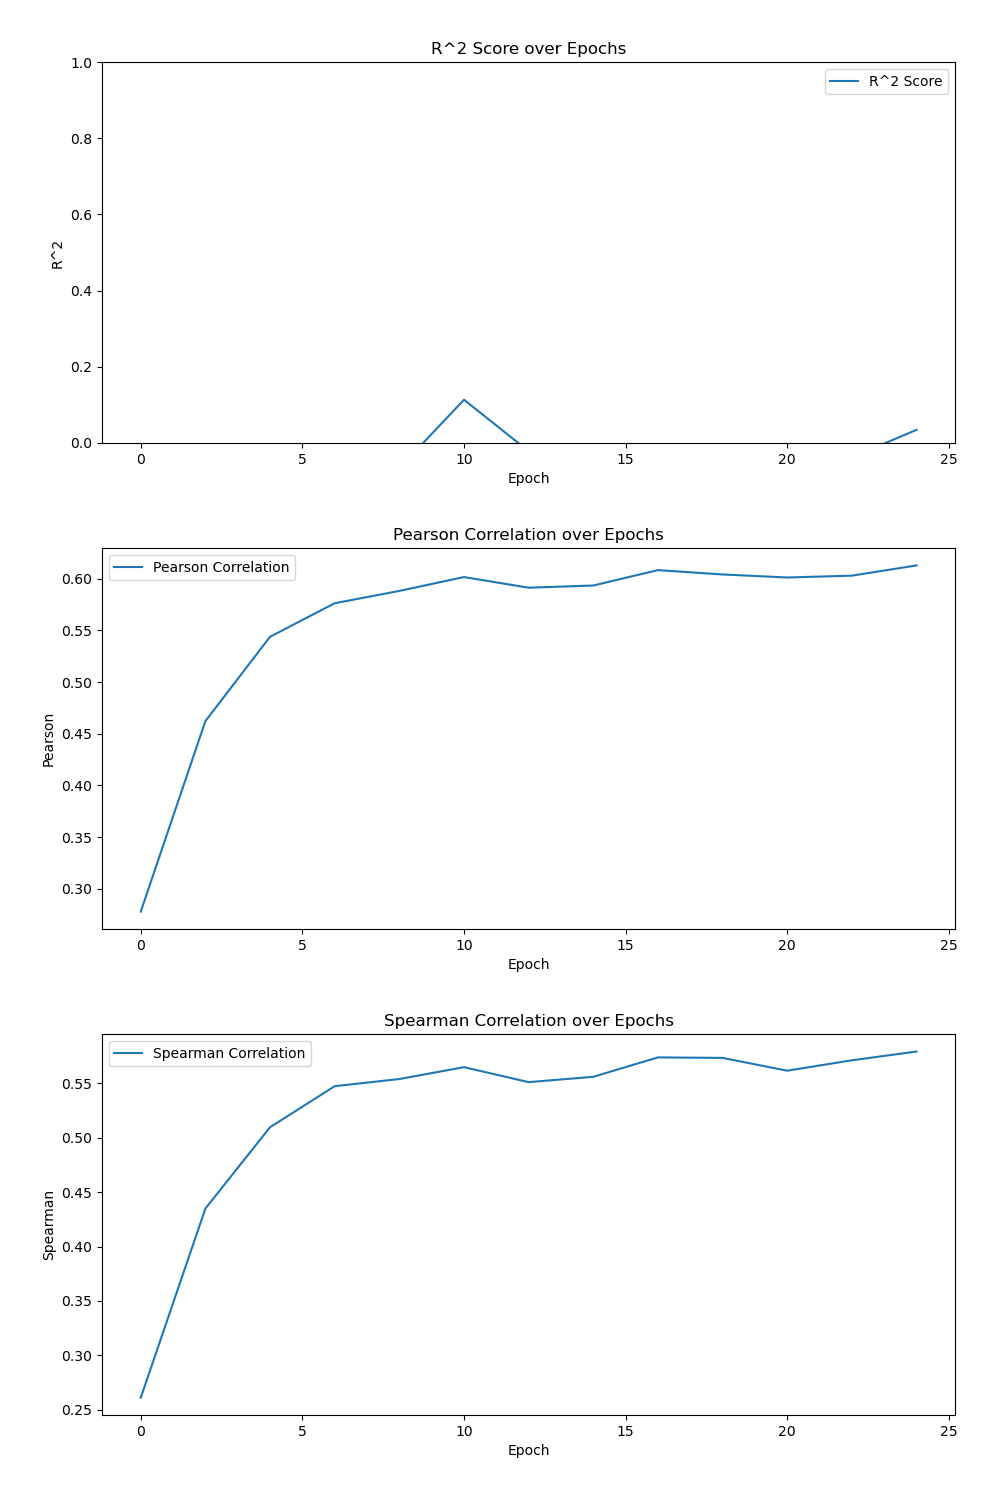 R^2 Score over Epochs
R^2 Score
1.0
0.8
0.6
0.4
0.2
0.0
R^2
0 5 10 15 20 25
Epoch
Pearson Correlation over Epochs
Pearson Correlation
0.60
0.55
0.50
0.45
0.40
0.35
0.30
Pearson
0 5 10 15 20 25
Epoch
Spearman Correlation over Epochs
Spearman Correlation
0.55
0.50
0.45
0.40
0.35
0.30
0.25
Spearman
0 5 10 15 20 25
Epoch